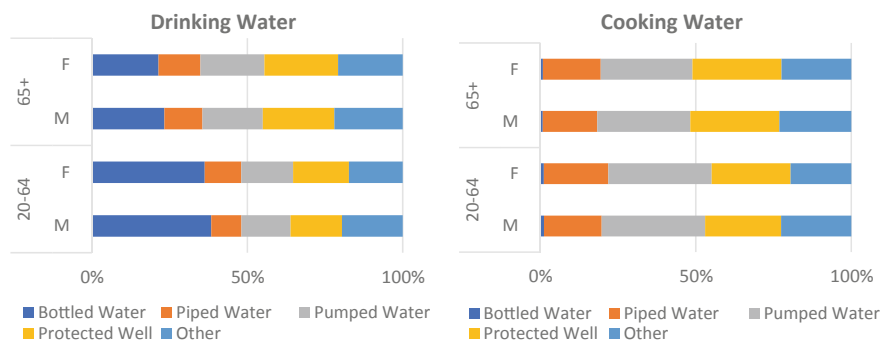 Drinking Water
65+
F
M
20-64
F
M
0% 50% 100%
Bottled Water Piped Water Pumped Water
Protected Well Other
Cooking Water
65+
F
M
20-64
F
M
0% 50% 100%
Bottled Water Piped Water Pumped Water
Protected Well Other